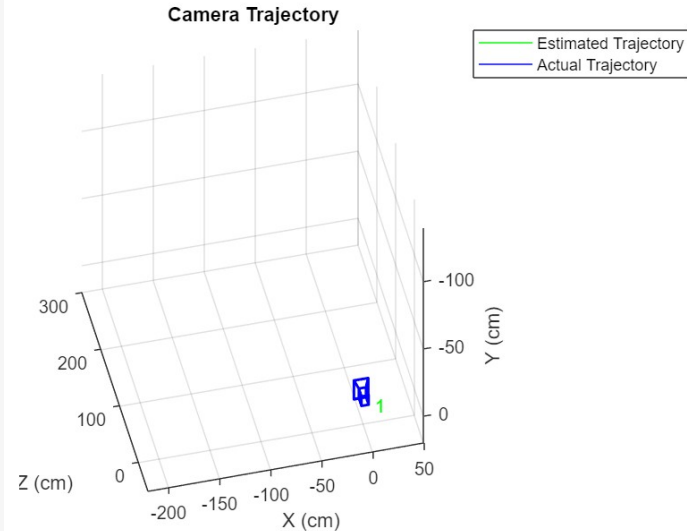 Camera Trajectory
Estimated Trajectory
Actual Trajectory
300
200
100
0
Z (cm)
-200
-150
-100
-50
0
50
X (cm)
-100
-50
0
Y (cm)
1